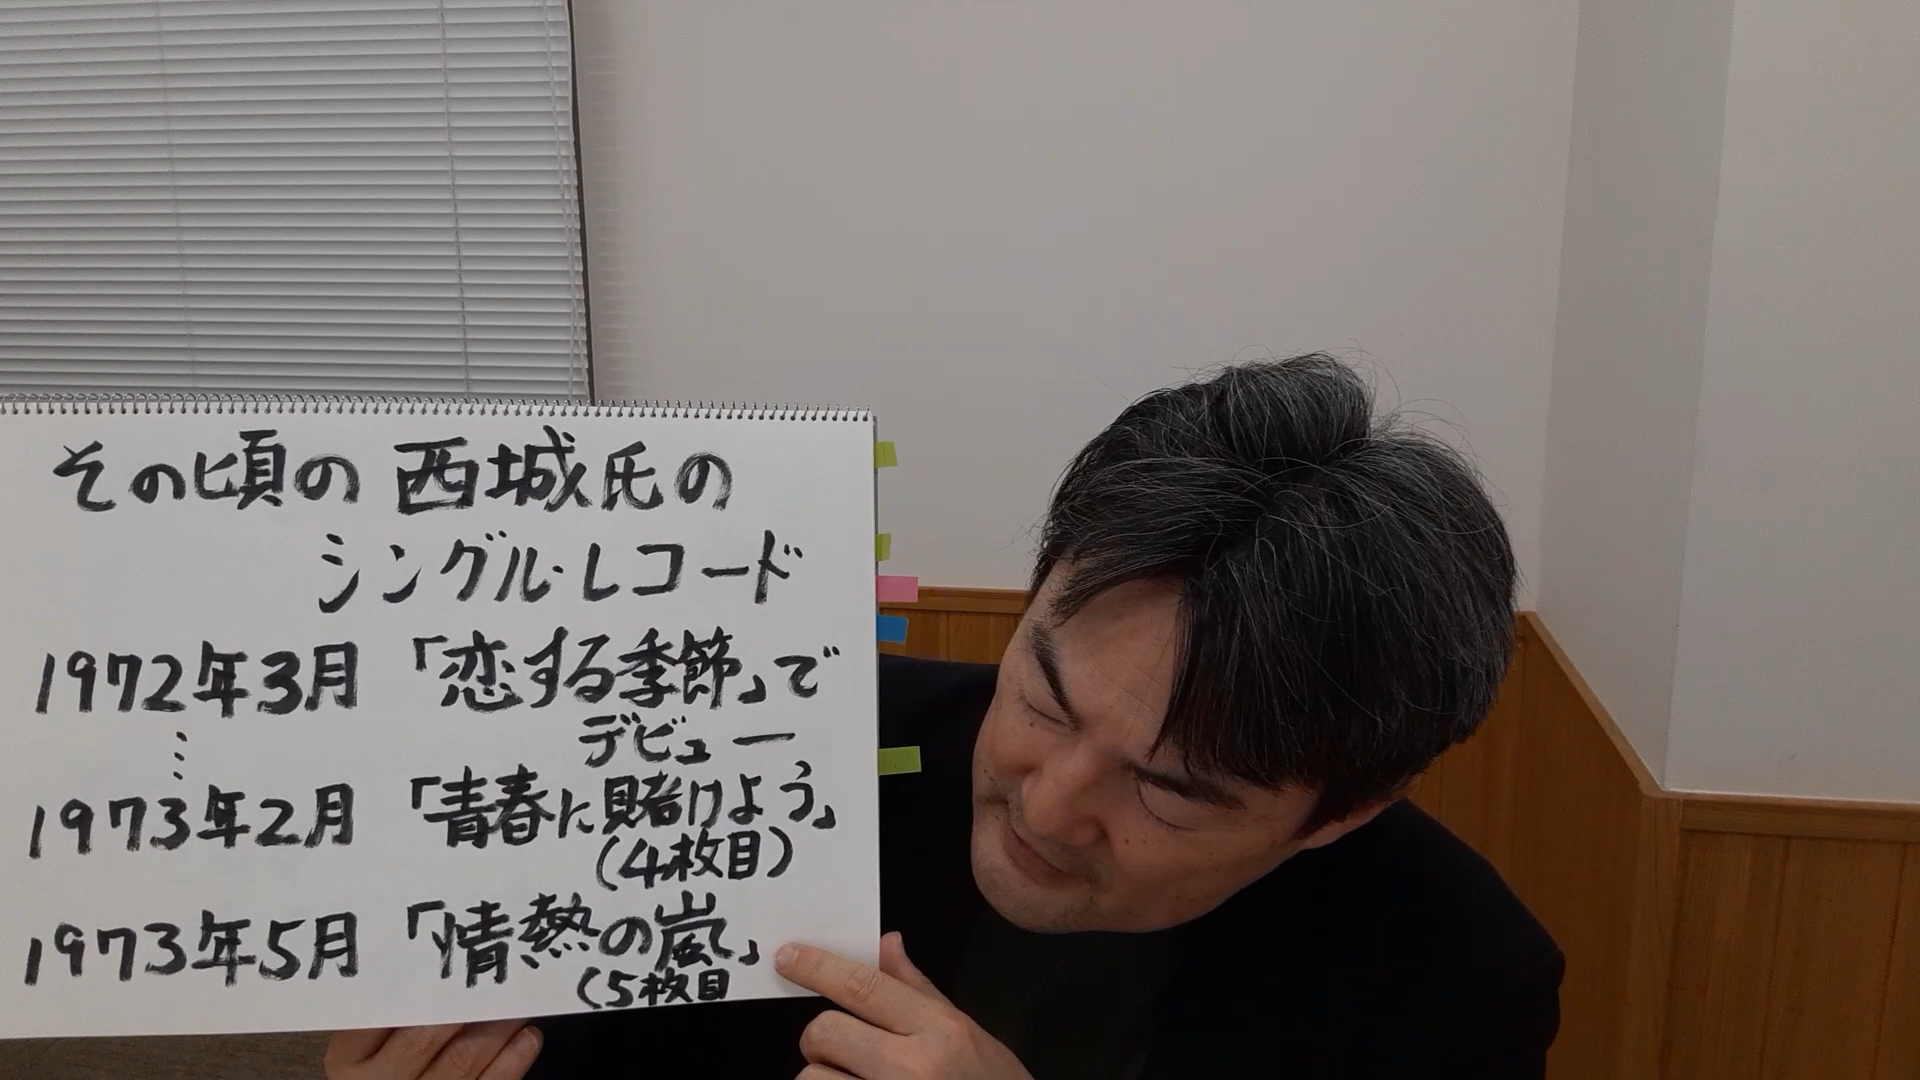 その頃の 西城氏の
シングル・レコード
1972年3月 「恋する季節」で
デビュー
⋮
1973年2月 「青春に賭けよう」
(4枚目)
1973年5月 「情熱の嵐」
(5枚目